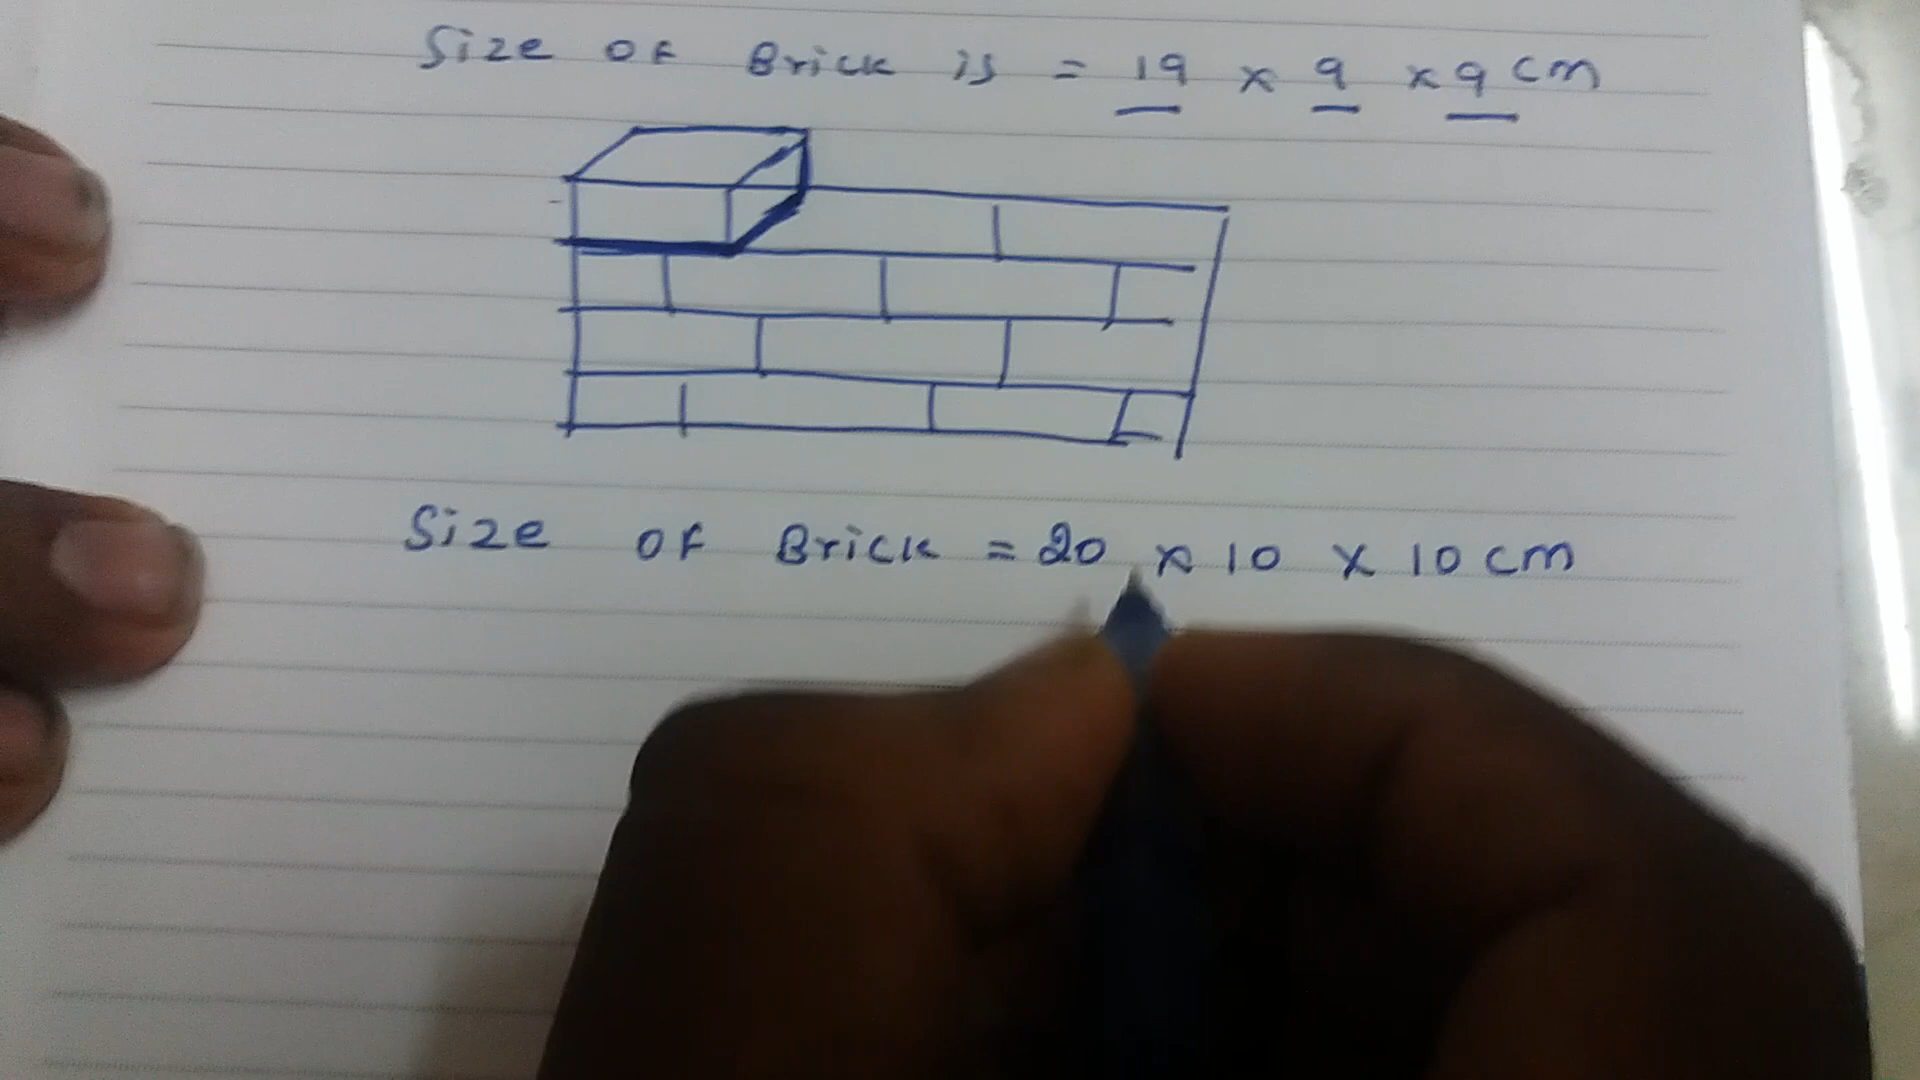 Size of Brick is = 19 x 9 x 9 cm
Size of Brick = 20 x 10 x 10 cm